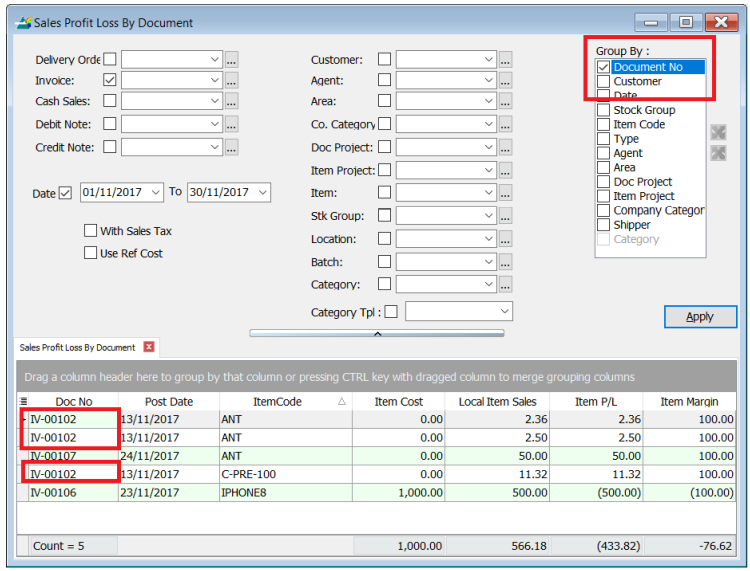 Sales Profit Loss By Document
Delivery Orde
Invoice:
Cash Sales:
Debit Note:
Credit Note:
Date 01/11/2017 To 30/11/2017
With Sales Tax
Use Ref Cost
Customer:
Agent:
Area:
Co. Category
Doc Project:
Item Project:
Item:
Stk Group:
Location:
Batch:
Category:
Category Tpl :
Group By :
Document No
Customer
Date
Stock Group
Item Code
Type
Agent
Area
Doc Project
Item Project
Company Categor
Shipper
Category
Apply
Sales Profit Loss By Document
Drag a column header here to group by that column or pressing CTRL key with dragged column to merge grouping columns
Doc No Post Date ItemCode Item Cost Local Item Sales Item P/L Item Margin
IV-00102 13/11/2017 ANT 0.00 2.36 2.36 100.00
IV-00102 13/11/2017 ANT 0.00 2.50 2.50 100.00
IV-00107 24/11/2017 ANT 0.00 50.00 50.00 100.00
IV-00102 13/11/2017 C-PRE-100 0.00 11.32 11.32 100.00
IV-00106 23/11/2017 IPHONE8 1,000.00 500.00 (500.00) (100.00)
Count = 5 1,000.00 566.18 (433.82) -76.62